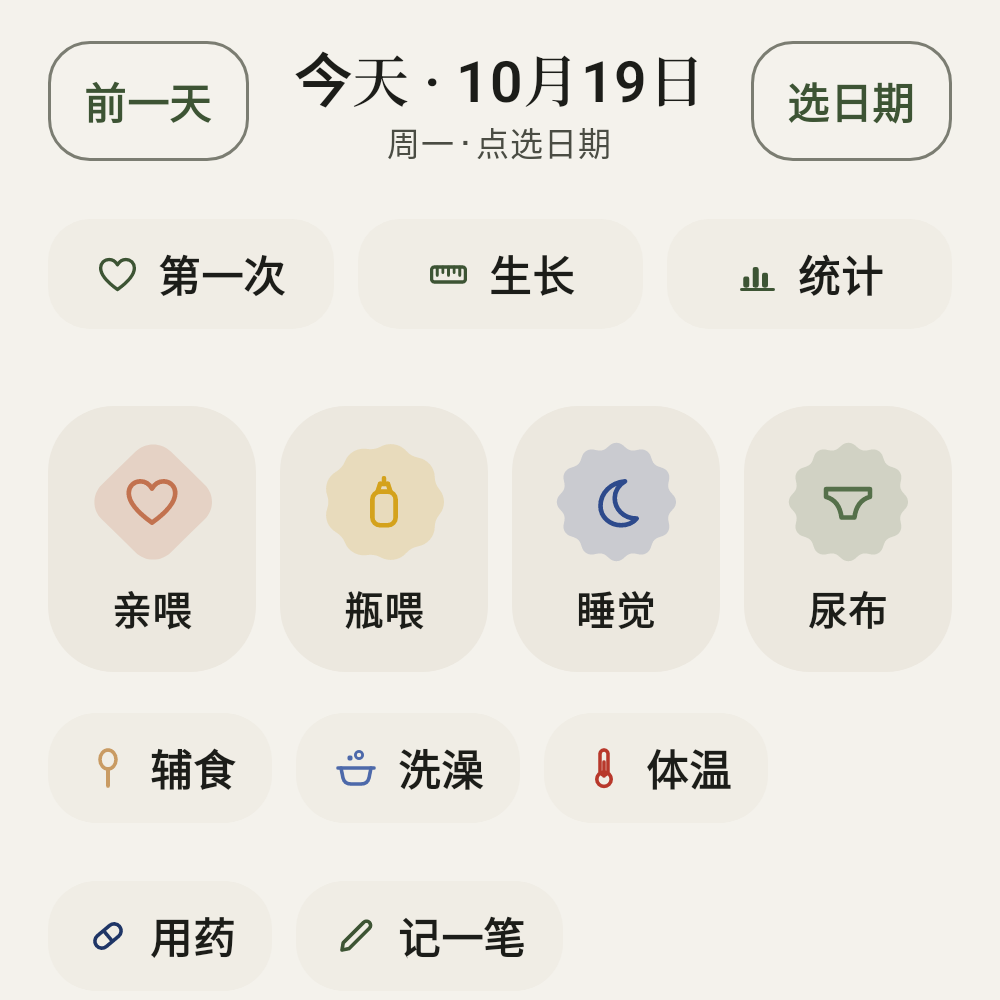 前一天
今天 · 10月19日
选日期
周一 · 点选日期
第一次
生长
统计
亲喂
瓶喂
睡觉
尿布
辅食
洗澡
体温
用药
记一笔